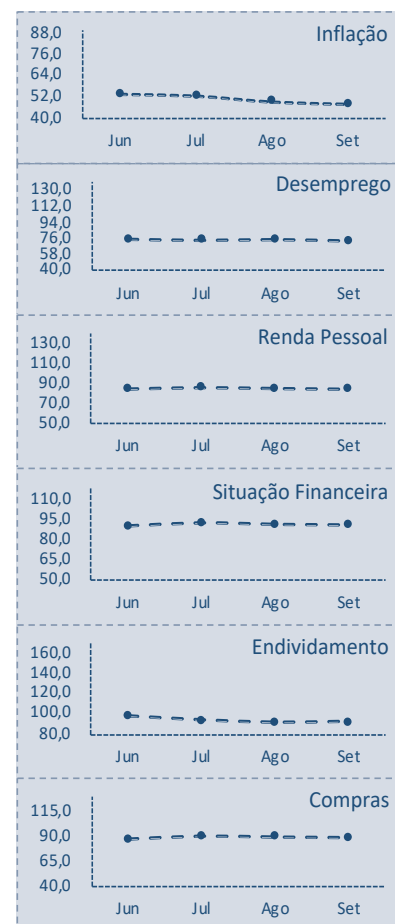 Inflação
88,0
76,0
64,0
52,0
40,0
Jun Jul Ago Set
Desemprego
130,0
112,0
94,0
76,0
58,0
40,0
Jun Jul Ago Set
Renda Pessoal
130,0
110,0
90,0
70,0
50,0
Jun Jul Ago Set
Situação Financeira
110,0
95,0
80,0
65,0
50,0
Jun Jul Ago Set
Endividamento
160,0
140,0
120,0
100,0
80,0
Jun Jul Ago Set
Compras
115,0
90,0
65,0
40,0
Jun Jul Ago Set